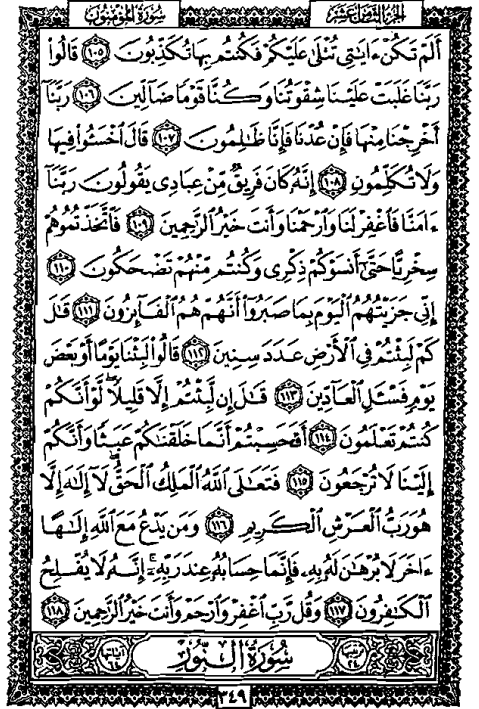 الجزء الثامن عشر
سورة المؤمنون
أَلَمْ تَكُنْ ءَايَٰتِي تُتْلَىٰ عَلَيْكُمْ فَكُنتُم بِهَا تُكَذِّبُونَ ١٠٥ قَالُوا۟
رَبَّنَا غَلَبَتْ عَلَيْنَا شِقْوَتُنَا وَكُنَّا قَوْمًا ضَآلِّينَ ١٠٦ رَبَّنَآ
أَخْرِجْنَا مِنْهَا فَإِنْ عُدْنَا فَإِنَّا ظَٰلِمُونَ ١٠٧ قَالَ ٱخْسَـُٔوا۟ فِيهَا
وَلَا تُكَلِّمُونِ ١٠٨ إِنَّهُۥ كَانَ فَرِيقٌ مِّنْ عِبَادِى يَقُولُونَ رَبَّنَآ
ءَامَنَّا فَٱغْفِرْ لَنَا وَٱرْحَمْنَا وَأَنتَ خَيْرُ ٱلرَّٰحِمِينَ ١٠٩ فَٱتَّخَذْتُمُوهُمْ
سِخْرِيًّا حَتَّىٰٓ أَنسَوْكُمْ ذِكْرِى وَكُنتُم مِّنْهُمْ تَضْحَكُونَ ١١٠
إِنِّى جَزَيْتُهُمُ ٱلْيَوْمَ بِمَا صَبَرُوٓا۟ أَنَّهُمْ هُمُ ٱلْفَآئِزُونَ ١١١ قَٰلَ
كَمْ لَبِثْتُمْ فِى ٱلْأَرْضِ عَدَدَ سِنِينَ ١١٢ قَالُوا۟ لَبِثْنَا يَوْمًا أَوْ بَعْضَ
يَوْمٍ فَسْـَٔلِ ٱلْعَآدِّينَ ١١٣ قَٰلَ إِن لَّبِثْتُمْ إِلَّا قَلِيلًا لَّوْ أَنَّكُمْ
كُنتُمْ تَعْلَمُونَ ١١٤ أَفَحَسِبْتُمْ أَنَّمَا خَلَقْنَٰكُمْ عَبَثًا وَأَنَّكُمْ
إِلَيْنَا لَا تُرْجَعُونَ ١١٥ فَتَعَٰلَى ٱللَّهُ ٱلْمَلِكُ ٱلْحَقُّ لَآ إِلَٰهَ إِلَّا
هُوَ رَبُّ ٱلْعَرْشِ ٱلْكَرِيمِ ١١٦ وَمَن يَدْعُ مَعَ ٱللَّهِ إِلَٰهًا
ءَاخَرَ لَا بُرْهَٰنَ لَهُۥ بِهِۦ فَإِنَّمَا حِسَابُهُۥ عِندَ رَبِّهِۦٓ ۚ إِنَّهُۥ لَا يُفْلِحُ
ٱلْكَٰفِرُونَ ١١٧ وَقُل رَّبِّ ٱغْفِرْ وَٱرْحَمْ وَأَنتَ خَيْرُ ٱلرَّٰحِمِينَ ١١٨
ترتيبها ٢٤ سُورَةُ النُّورِ آياتها ٦٤
٣٤٩